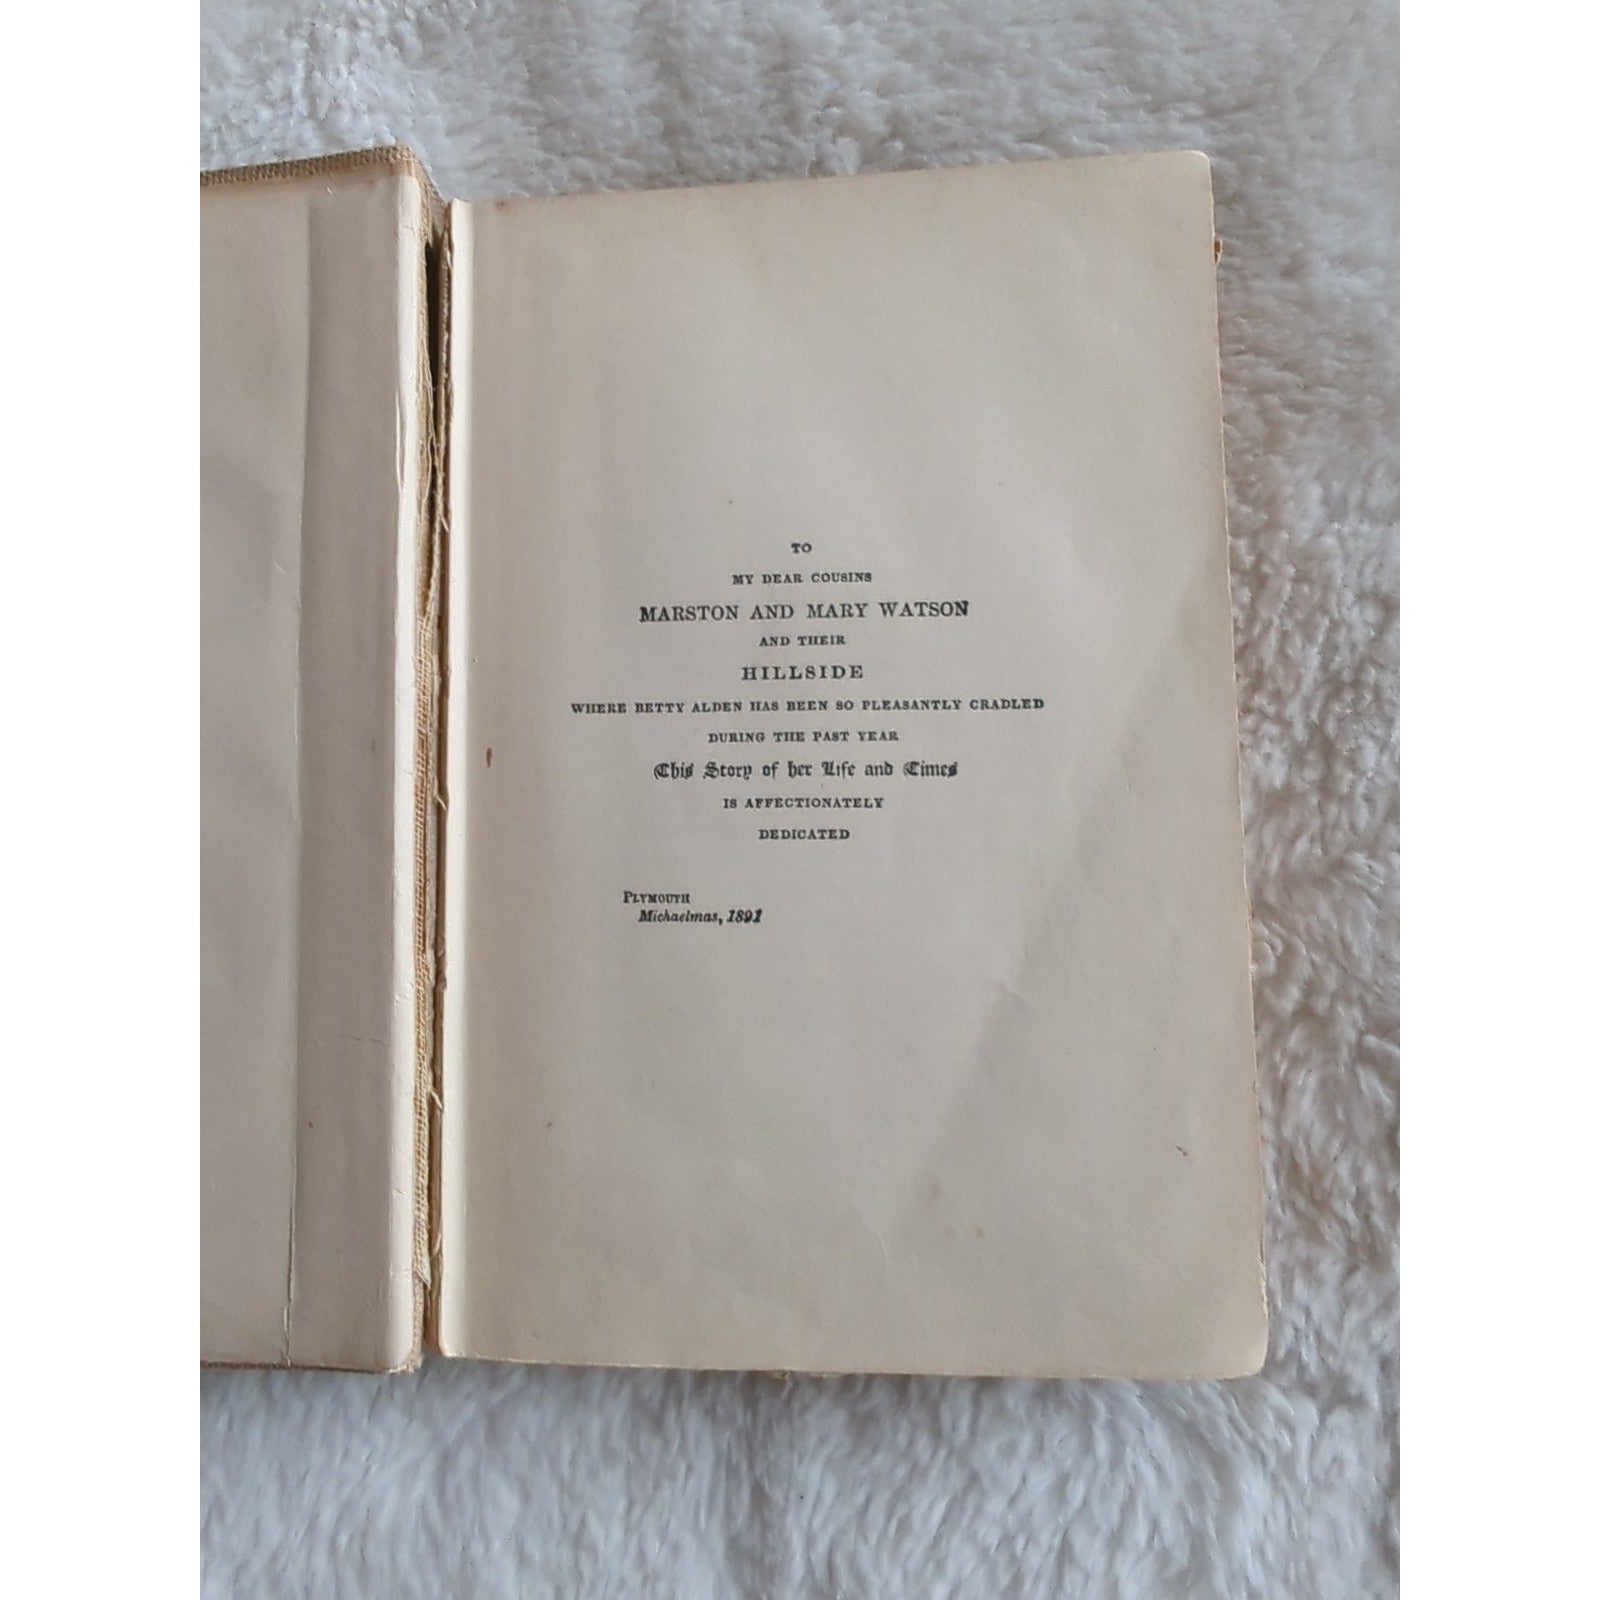 TO
MY DEAR COUSINS
MARSTON AND MARY WATSON
AND THEIR
HILLSIDE
WHERE BETTY ALDEN HAS BEEN SO PLEASANTLY CRADLED
DURING THE PAST YEAR
This Story of her Life and Times
IS AFFECTIONATELY
DEDICATED
PLYMOUTH
Michaelmas, 1891